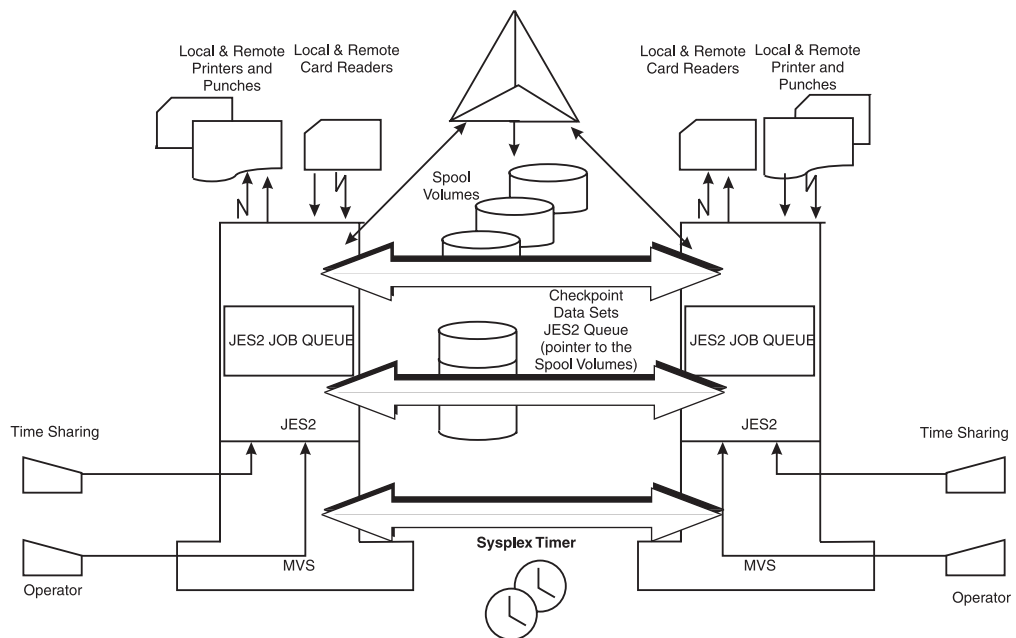 Local & Remote
Printers and
Punches
Local & Remote
Card Readers
Local & Remote
Card Readers
Local & Remote
Printer and
Punches
Spool
Volumes
Checkpoint
Data Sets
JES2 Queue
(pointer to the
Spool Volumes)
JES2 JOB QUEUE
JES2 JOB QUEUE
JES2
JES2
Time Sharing
Time Sharing
Sysplex Timer
MVS
MVS
Operator
Operator